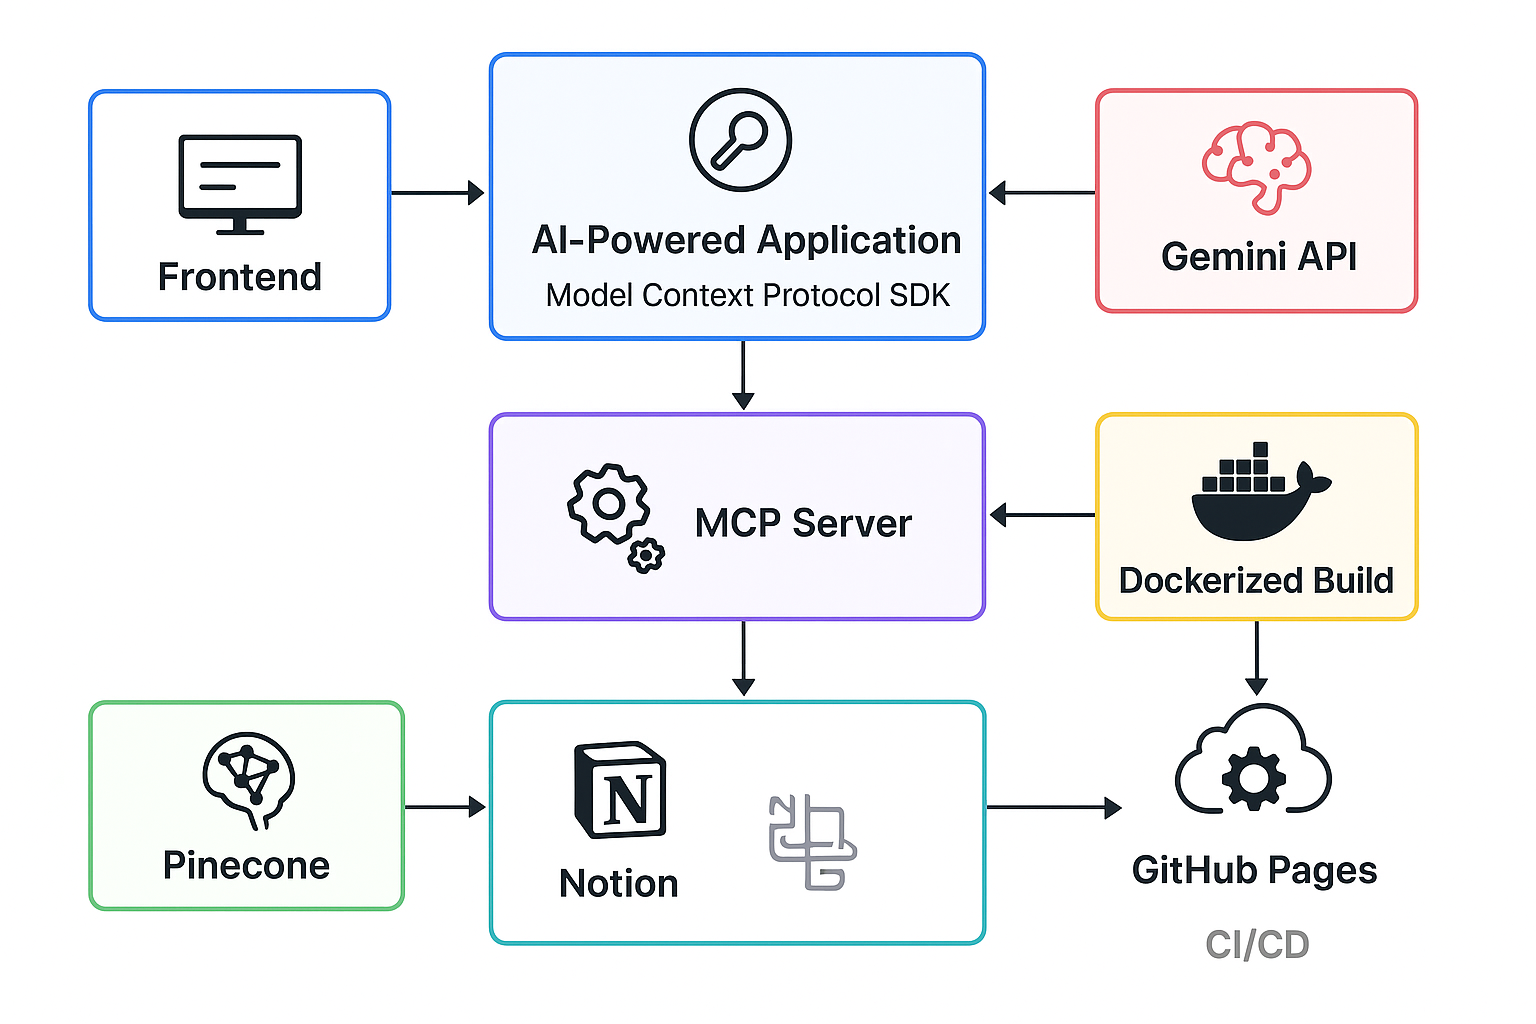 Frontend
AI-Powered Application
Model Context Protocol SDK
Gemini API
MCP Server
Dockerized Build
Pinecone
N
Notion
GitHub Pages
CI/CD